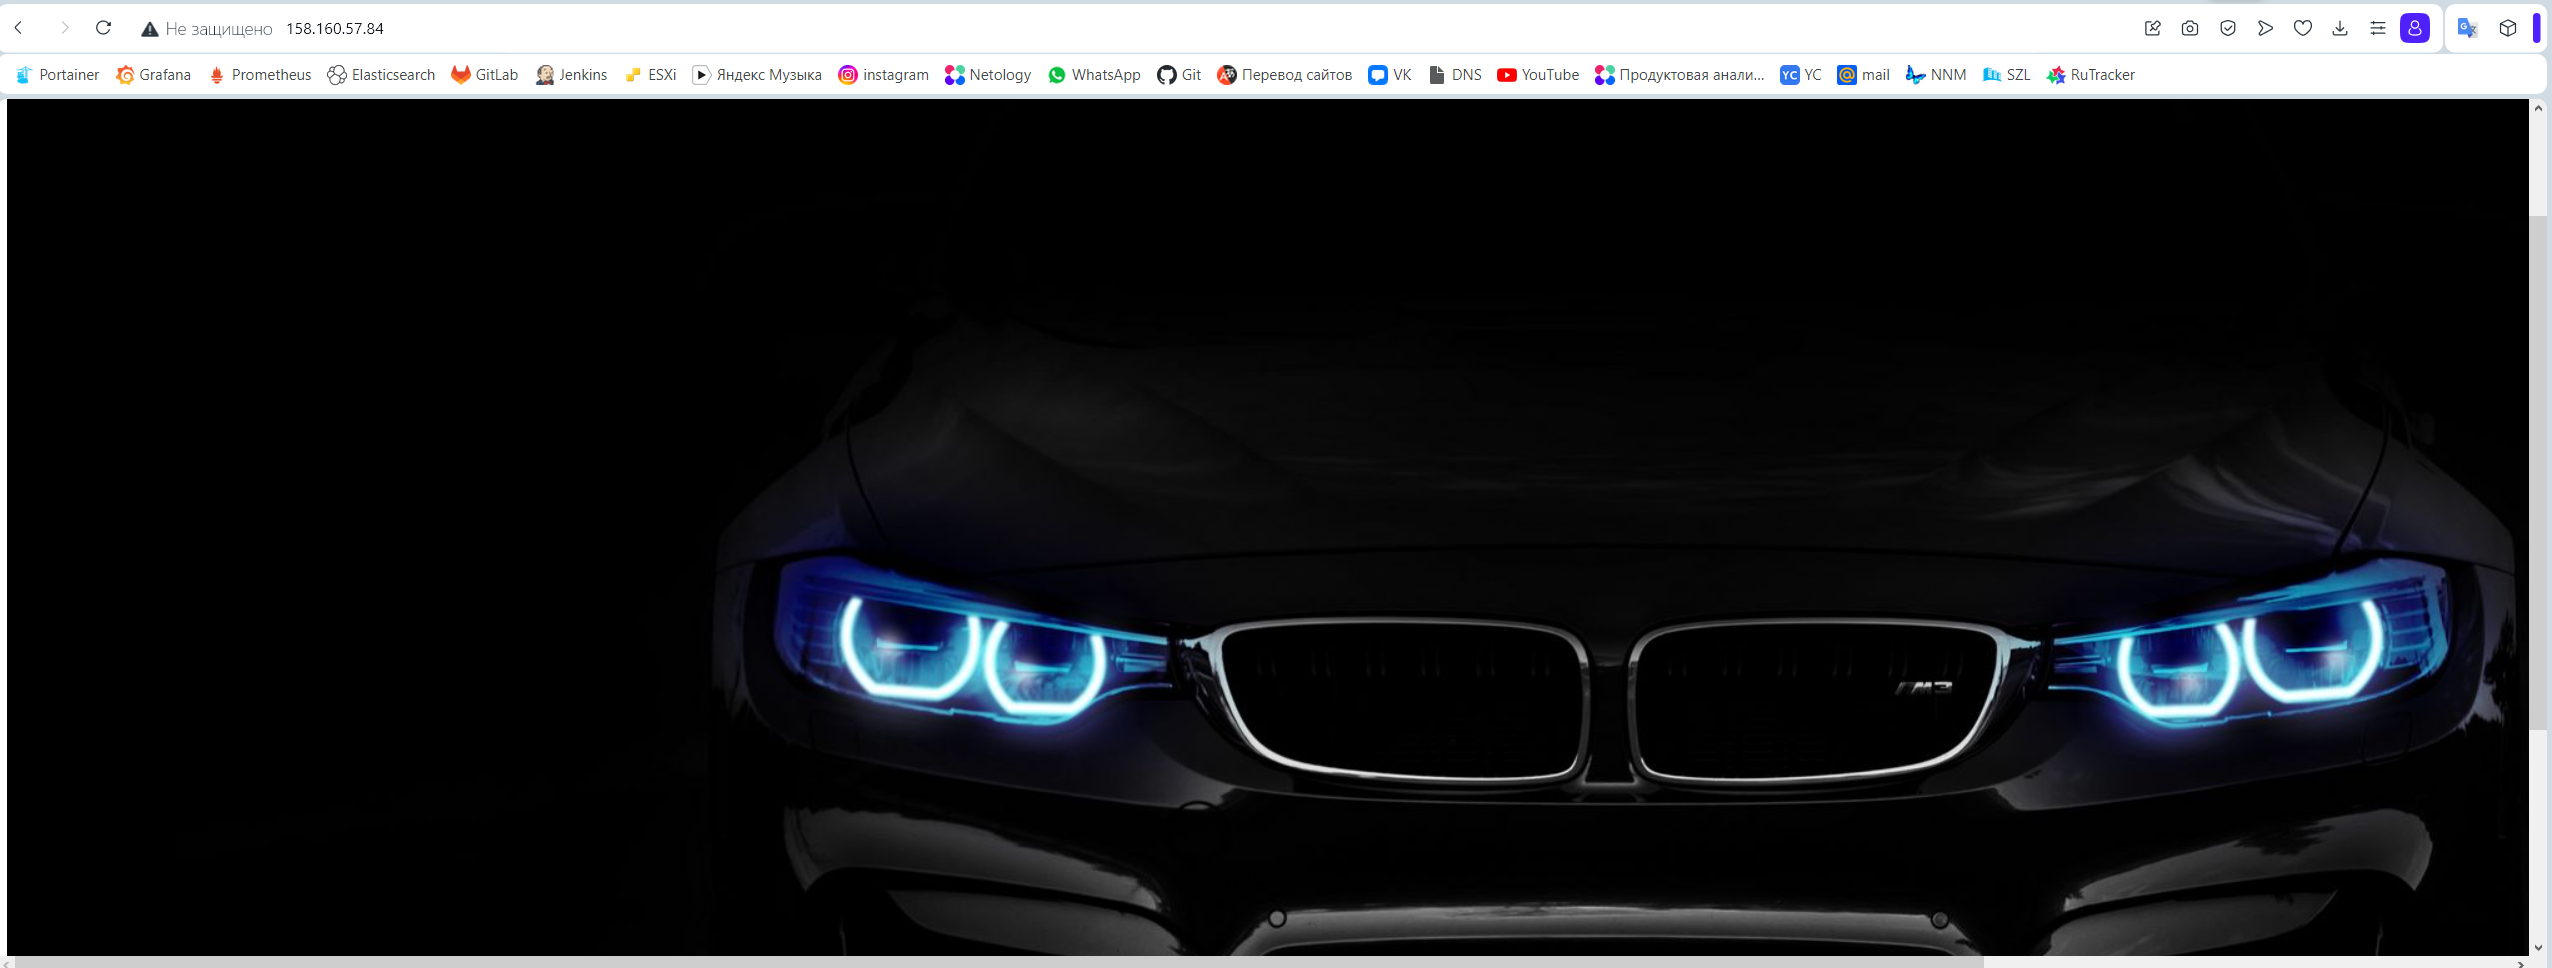 Не защищено 158.160.57.84
Portainer Grafana Prometheus Elasticsearch GitLab Jenkins ESXi Яндекс Музыка instagram Netology WhatsApp Git Перевод сайтов VK DNS YouTube Продуктовая анали... YC YC mail NNM SZL RuTracker
M3